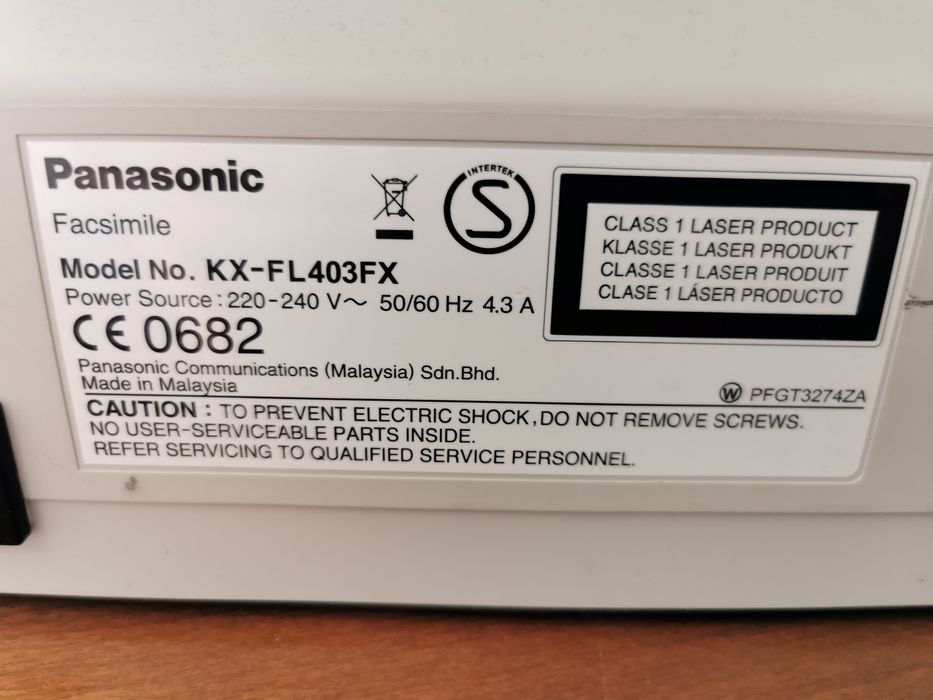 Panasonic
Facsimile
Model No. KX-FL403FX
Power Source : 220-240 V～ 50/60 Hz 4.3 A
CE 0682
Panasonic Communications (Malaysia) Sdn.Bhd.
Made in Malaysia
INTERTEK
S
CLASS 1 LASER PRODUCT
KLASSE 1 LASER PRODUKT
CLASSE 1 LASER PRODUIT
CLASE 1 LÁSER PRODUCTO
W PFGT3274ZA
CAUTION : TO PREVENT ELECTRIC SHOCK, DO NOT REMOVE SCREWS.
NO USER-SERVICEABLE PARTS INSIDE.
REFER SERVICING TO QUALIFIED SERVICE PERSONNEL.